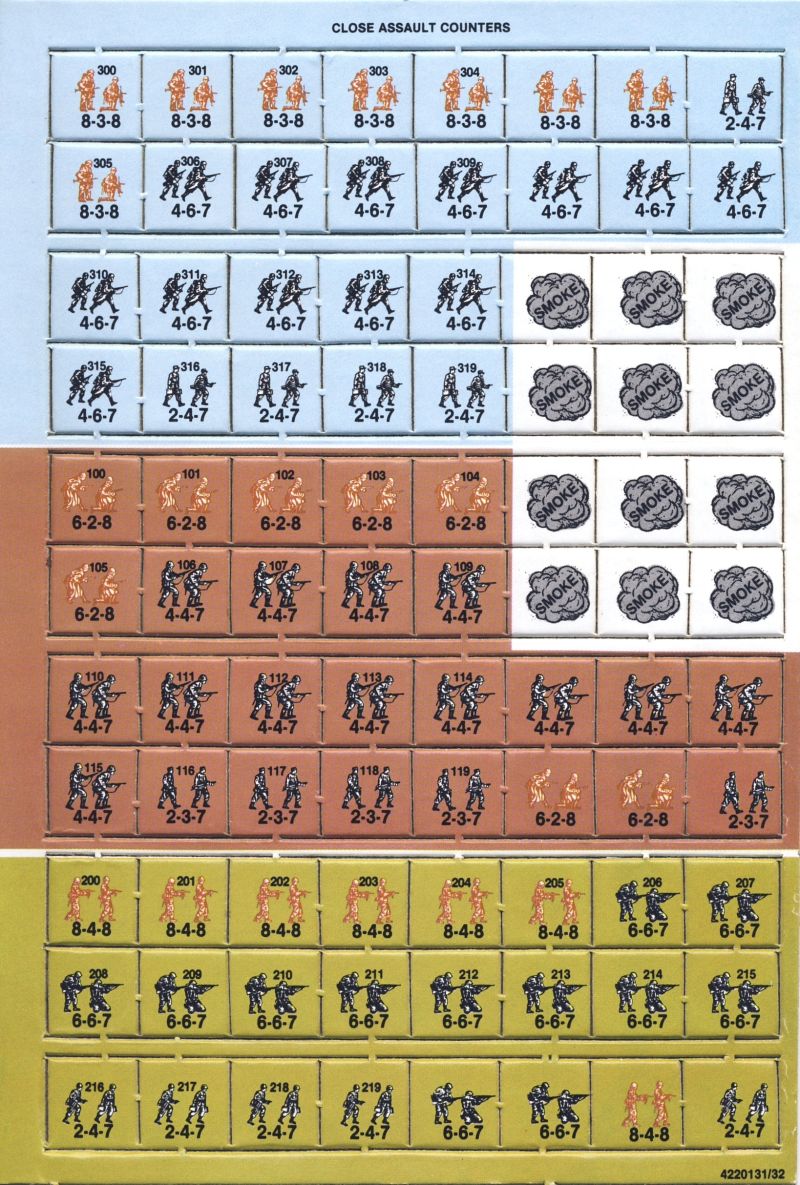 CLOSE ASSAULT COUNTERS
300 301 302 303 304
8-3-8 8-3-8 8-3-8 8-3-8 8-3-8 8-3-8 8-3-8 2-4-7
305 306 307 308 309
8-3-8 4-6-7 4-6-7 4-6-7 4-6-7 4-6-7 4-6-7 4-6-7
310 311 312 313 314 SMOKE SMOKE SMOKE
4-6-7 4-6-7 4-6-7 4-6-7 4-6-7
315 316 317 318 319 SMOKE SMOKE SMOKE
4-6-7 2-4-7 2-4-7 2-4-7 2-4-7
100 101 102 103 104 SMOKE SMOKE SMOKE
6-2-8 6-2-8 6-2-8 6-2-8 6-2-8
105 106 107 108 109 SMOKE SMOKE SMOKE
6-2-8 4-4-7 4-4-7 4-4-7 4-4-7
110 111 112 113 114
4-4-7 4-4-7 4-4-7 4-4-7 4-4-7 4-4-7 4-4-7 4-4-7
115 116 117 118 119
4-4-7 2-3-7 2-3-7 2-3-7 2-3-7 6-2-8 6-2-8 2-3-7
200 201 202 203 204 205 206 207
8-4-8 8-4-8 8-4-8 8-4-8 8-4-8 8-4-8 6-6-7 6-6-7
208 209 210 211 212 213 214 215
6-6-7 6-6-7 6-6-7 6-6-7 6-6-7 6-6-7 6-6-7 6-6-7
216 217 218 219
2-4-7 2-4-7 2-4-7 2-4-7 6-6-7 6-6-7 8-4-8 2-4-7
4220131/32